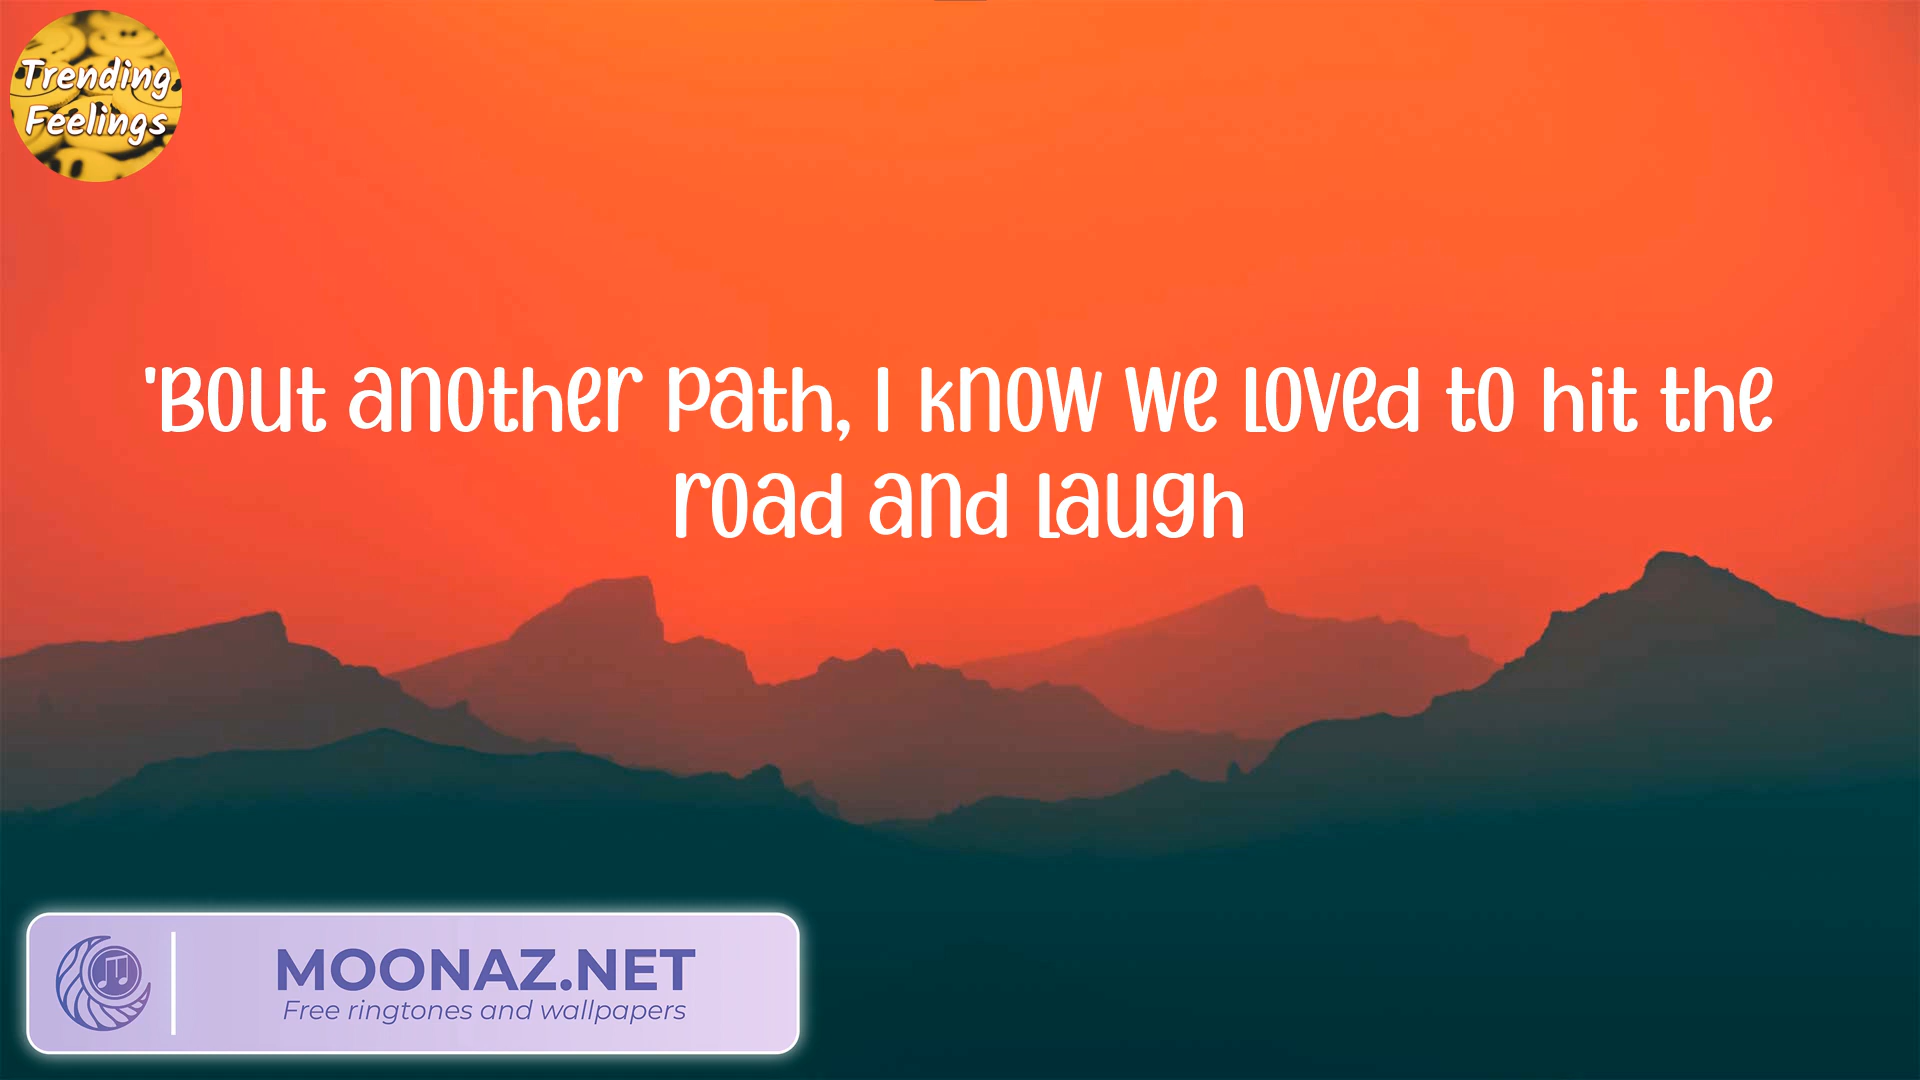 Trending
Feelings
'Bout another path, I know we loved to hit the
road and laugh
MOONAZ.NET
Free ringtones and wallpapers